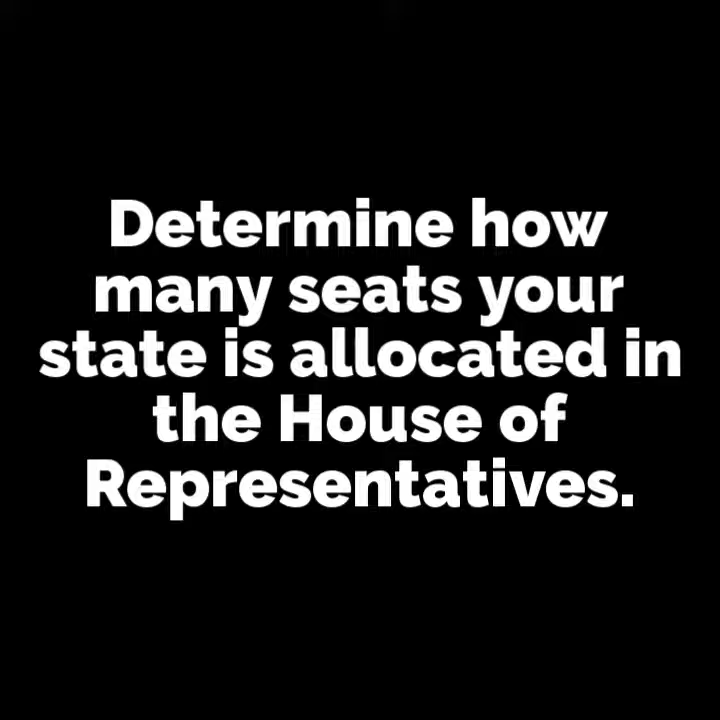 Determine how
many seats your
state is allocated in
the House of
Representatives.